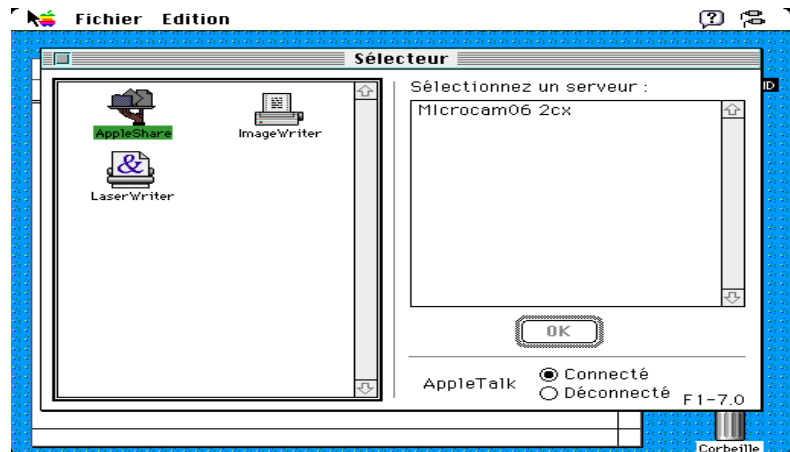 Fichier Edition
Sélecteur
AppleShare
ImageWriter
LaserWriter
Sélectionnez un serveur :
MIcrocam06 2cx
OK
AppleTalk
Connecté
Déconnecté
F1-7.0
Corbeille